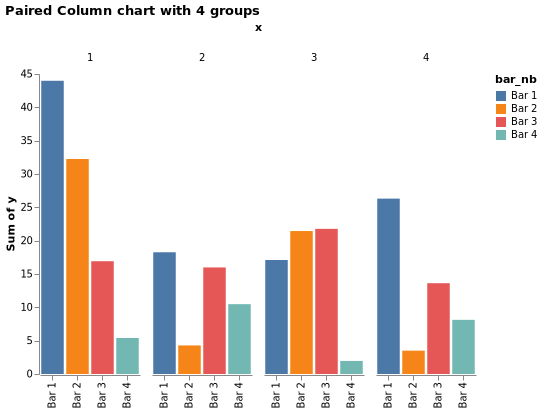 Paired Column chart with 4 groups
x
1 2 3 4
45
40
35
30
25
20
15
10
5
0
Sum of y
Bar 1 Bar 2 Bar 3 Bar 4 Bar 1 Bar 2 Bar 3 Bar 4 Bar 1 Bar 2 Bar 3 Bar 4 Bar 1 Bar 2 Bar 3 Bar 4
bar_nb
Bar 1
Bar 2
Bar 3
Bar 4